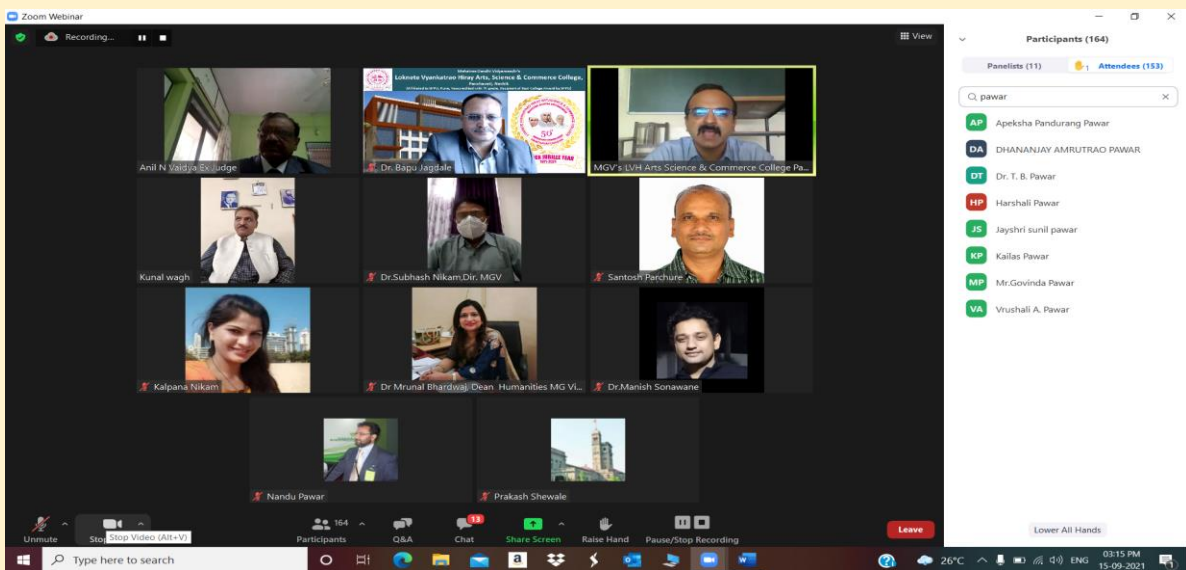 Zoom Webinar
Recording...
View
Participants (164)
Panelists (11)
1 Attendees (153)
pawar
AP Apeksha Pandurang Pawar
DA DHANANJAY AMRUTRAO PAWAR
DT Dr. T. B. Pawar
HP Harshali Pawar
JS Jayshri sunil pawar
KP Kailas Pawar
MP Mr.Govinda Pawar
VA Vrushali A. Pawar
Loknete Vyankatrao Hiray Arts, Science & Commerce College,
Anil N Vaidya Ex Judge
Dr. Bapu Jagdale
MGV's LVH Arts Science & Commerce College Pa...
Kunal wagh
Dr.Subhash Nikam,Dir. MGV
Santosh Parchure
Kalpana Nikam
Dr Mrunal Bhardwaj, Dean Humanities MG Vi...
Dr.Manish Sonawane
Nandu Pawar
Prakash Shewale
Unmute
Stop Video (Alt+V)
164
Participants
Q&A
13
Chat
Share Screen
Raise Hand
Pause/Stop Recording
Leave
Lower All Hands
Type here to search
26°C
ENG
03:15 PM
15-09-2021